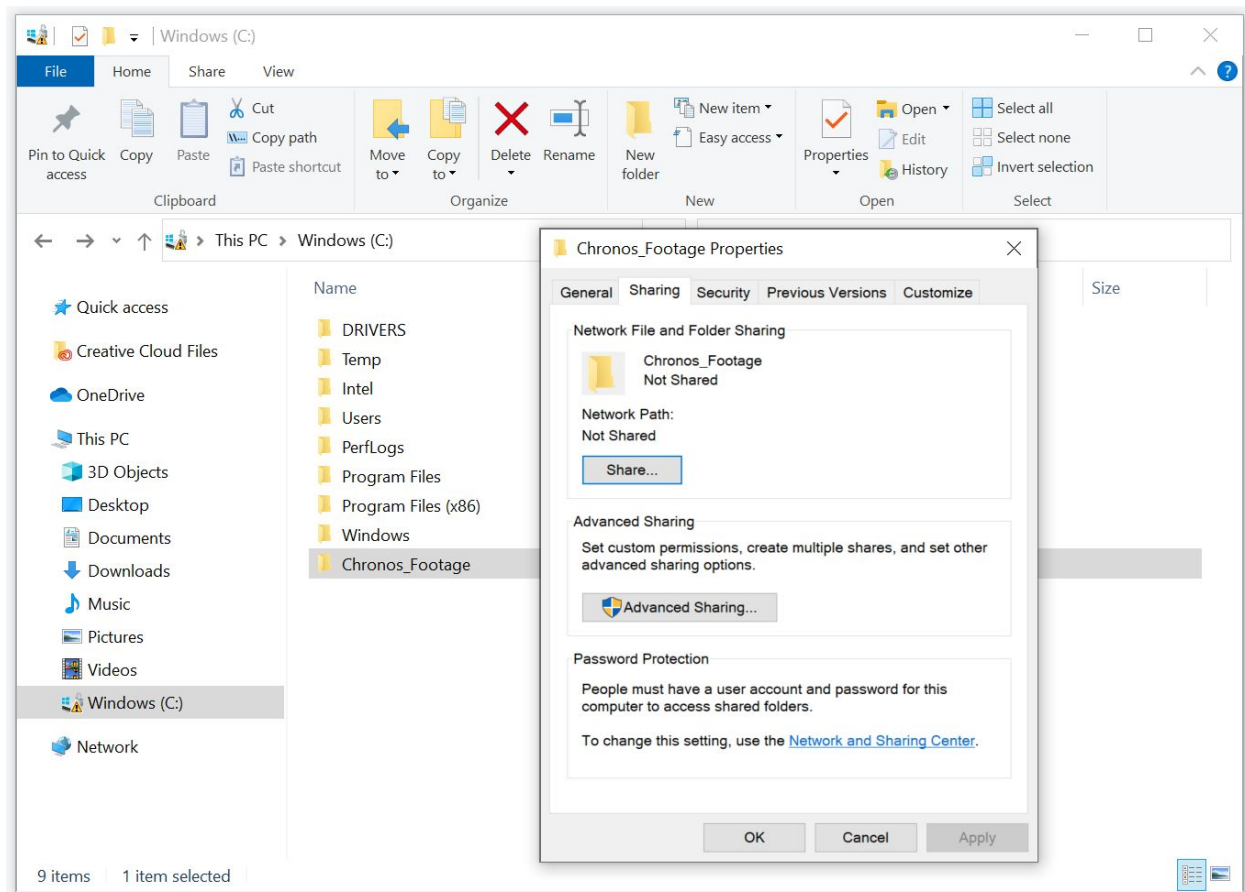 Windows (C:)
File Home Share View
Pin to Quick access
Copy
Paste
Cut
Copy path
Paste shortcut
Clipboard
Move to
Copy to
Delete
Rename
Organize
New folder
New item
Easy access
New
Properties
Open
Edit
History
Open
Select all
Select none
Invert selection
Select
This PC > Windows (C:)
Quick access
Creative Cloud Files
OneDrive
This PC
3D Objects
Desktop
Documents
Downloads
Music
Pictures
Videos
Windows (C:)
Network
Name
Size
DRIVERS
Temp
Intel
Users
PerfLogs
Program Files
Program Files (x86)
Windows
Chronos_Footage
Chronos_Footage Properties
General Sharing Security Previous Versions Customize
Network File and Folder Sharing
Chronos_Footage
Not Shared
Network Path:
Not Shared
Share...
Advanced Sharing
Set custom permissions, create multiple shares, and set other
advanced sharing options.
Advanced Sharing...
Password Protection
People must have a user account and password for this
computer to access shared folders.
To change this setting, use the Network and Sharing Center.
OK Cancel Apply
9 items 1 item selected